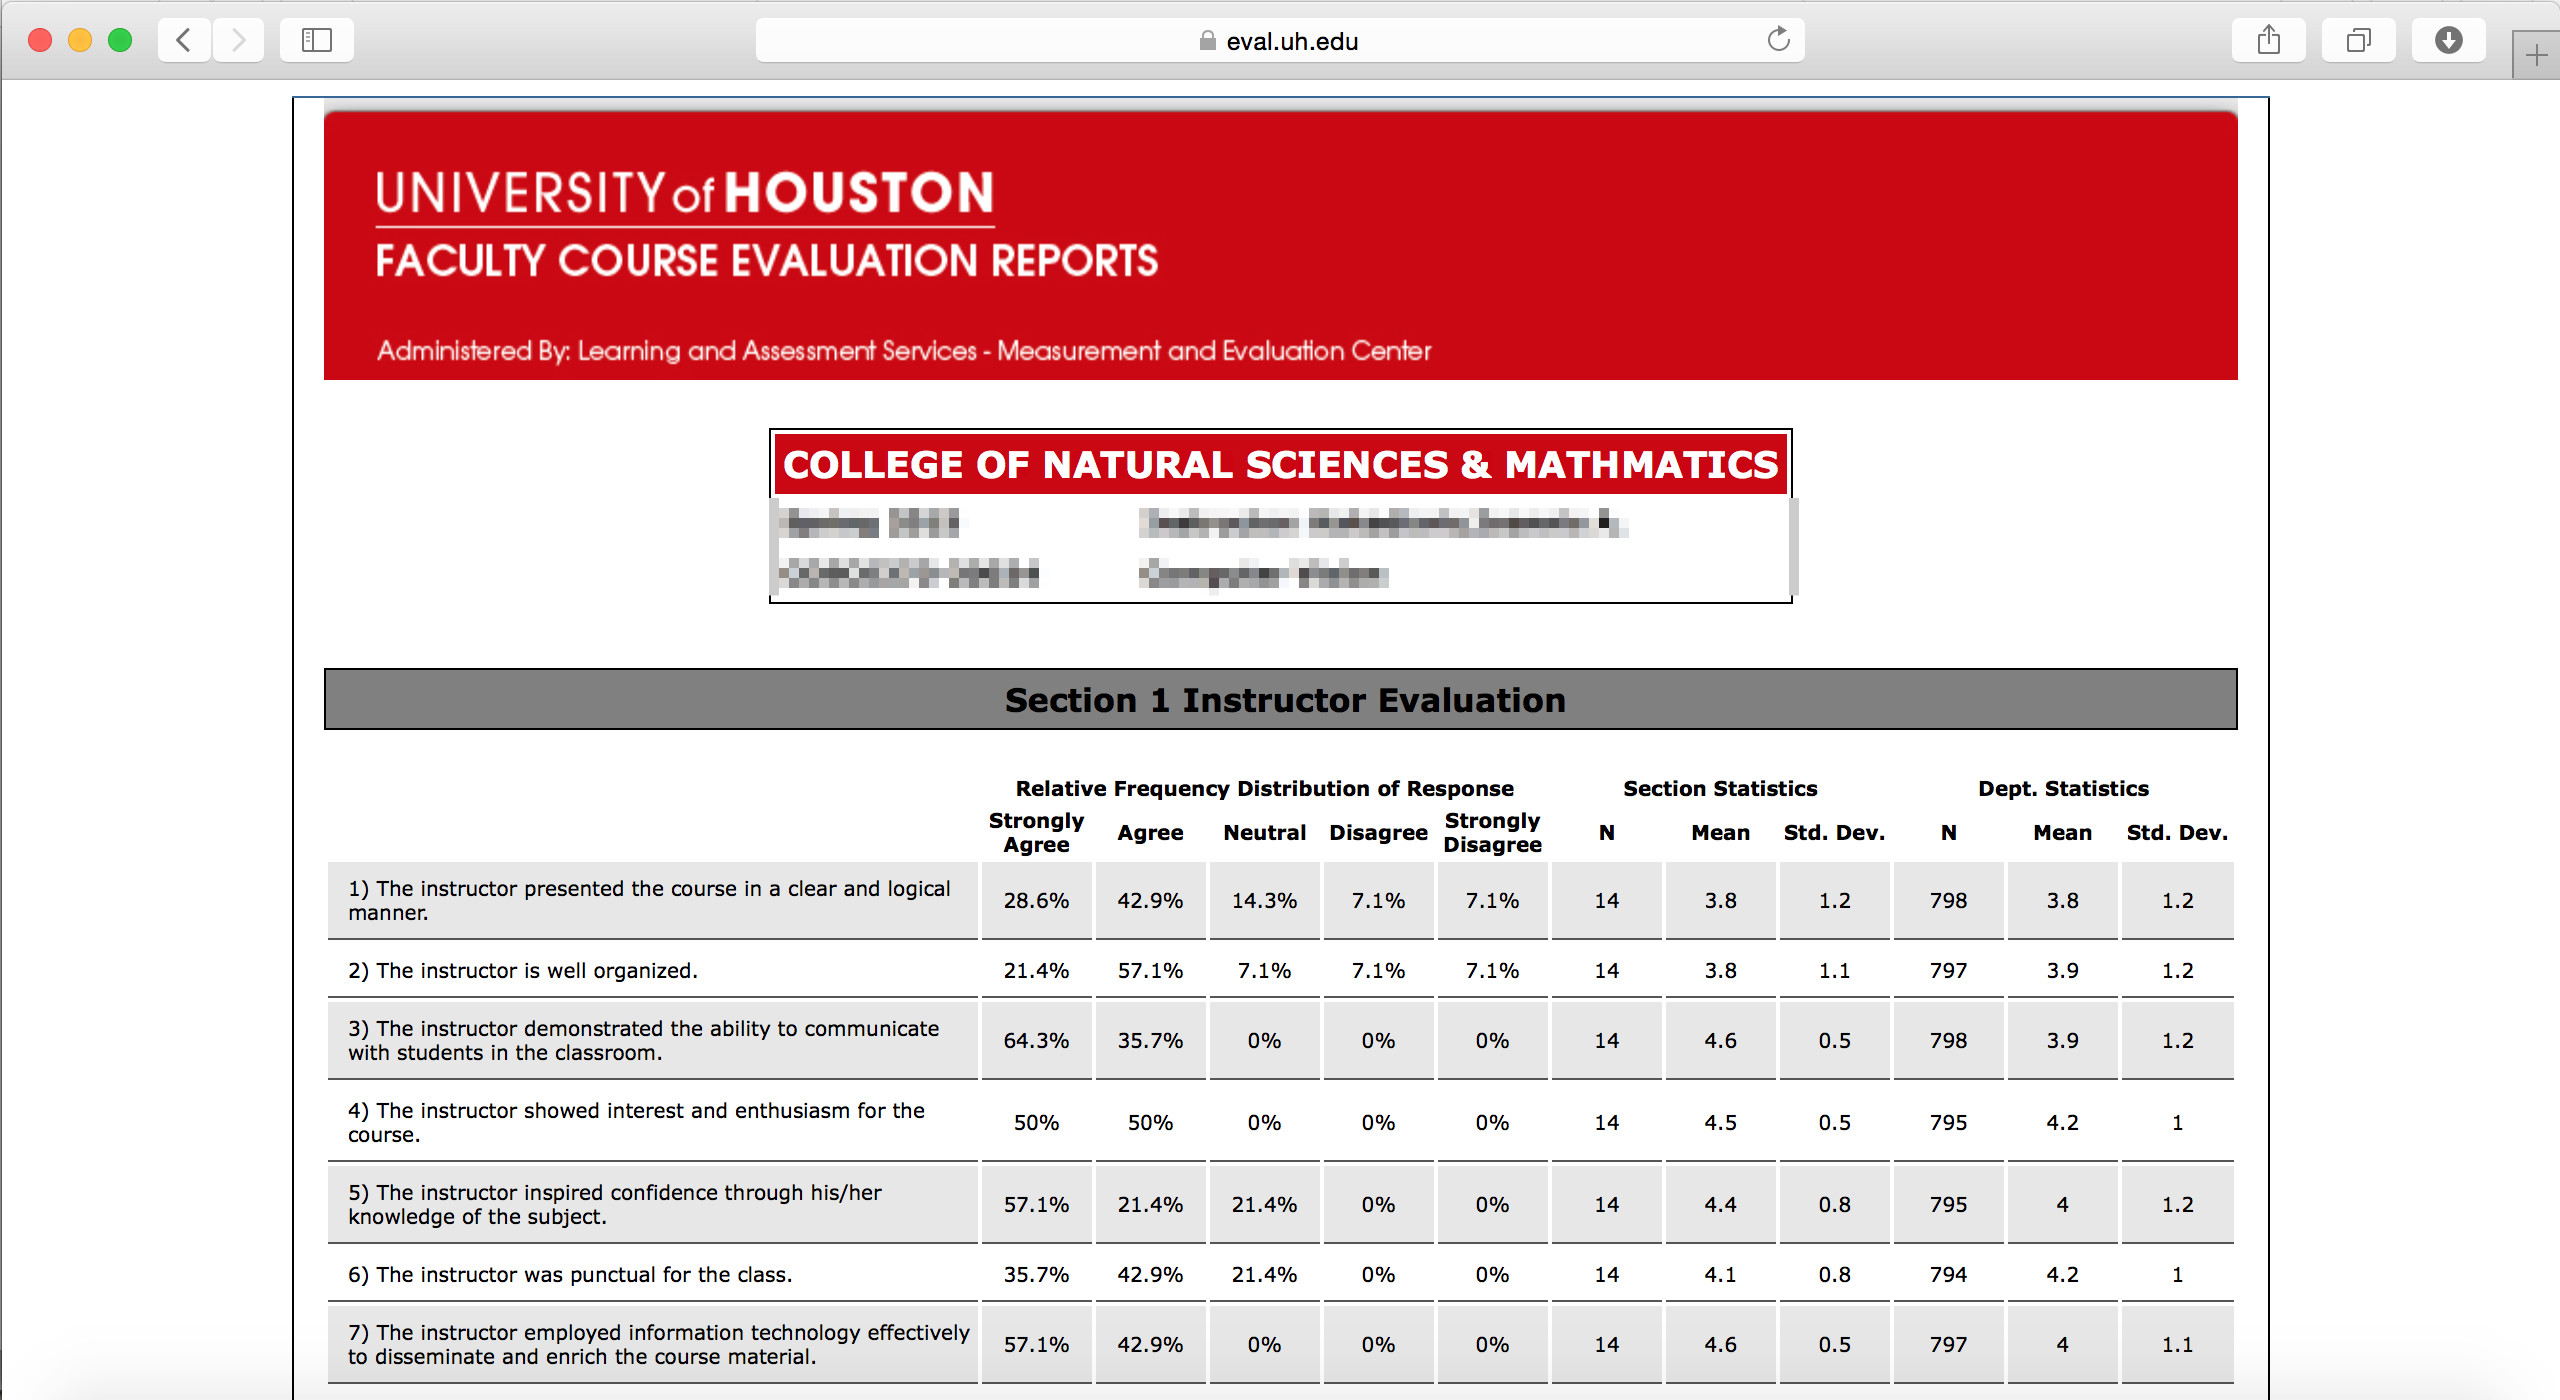 eval.uh.edu
UNIVERSITY of HOUSTON
FACULTY COURSE EVALUATION REPORTS
Administered By: Learning and Assessment Services - Measurement and Evaluation Center
COLLEGE OF NATURAL SCIENCES & MATHMATICS
Section 1 Instructor Evaluation
Relative Frequency Distribution of Response Section Statistics Dept. Statistics
Strongly Agree Agree Neutral Disagree Strongly Disagree N Mean Std. Dev. N Mean Std. Dev.
1) The instructor presented the course in a clear and logical
manner.
28.6% 42.9% 14.3% 7.1% 7.1% 14 3.8 1.2 798 3.8 1.2
2) The instructor is well organized. 21.4% 57.1% 7.1% 7.1% 7.1% 14 3.8 1.1 797 3.9 1.2
3) The instructor demonstrated the ability to communicate
with students in the classroom.
64.3% 35.7% 0% 0% 0% 14 4.6 0.5 798 3.9 1.2
4) The instructor showed interest and enthusiasm for the
course.
50% 50% 0% 0% 0% 14 4.5 0.5 795 4.2 1
5) The instructor inspired confidence through his/her
knowledge of the subject.
57.1% 21.4% 21.4% 0% 0% 14 4.4 0.8 795 4 1.2
6) The instructor was punctual for the class. 35.7% 42.9% 21.4% 0% 0% 14 4.1 0.8 794 4.2 1
7) The instructor employed information technology effectively
to disseminate and enrich the course material.
57.1% 42.9% 0% 0% 0% 14 4.6 0.5 797 4 1.1